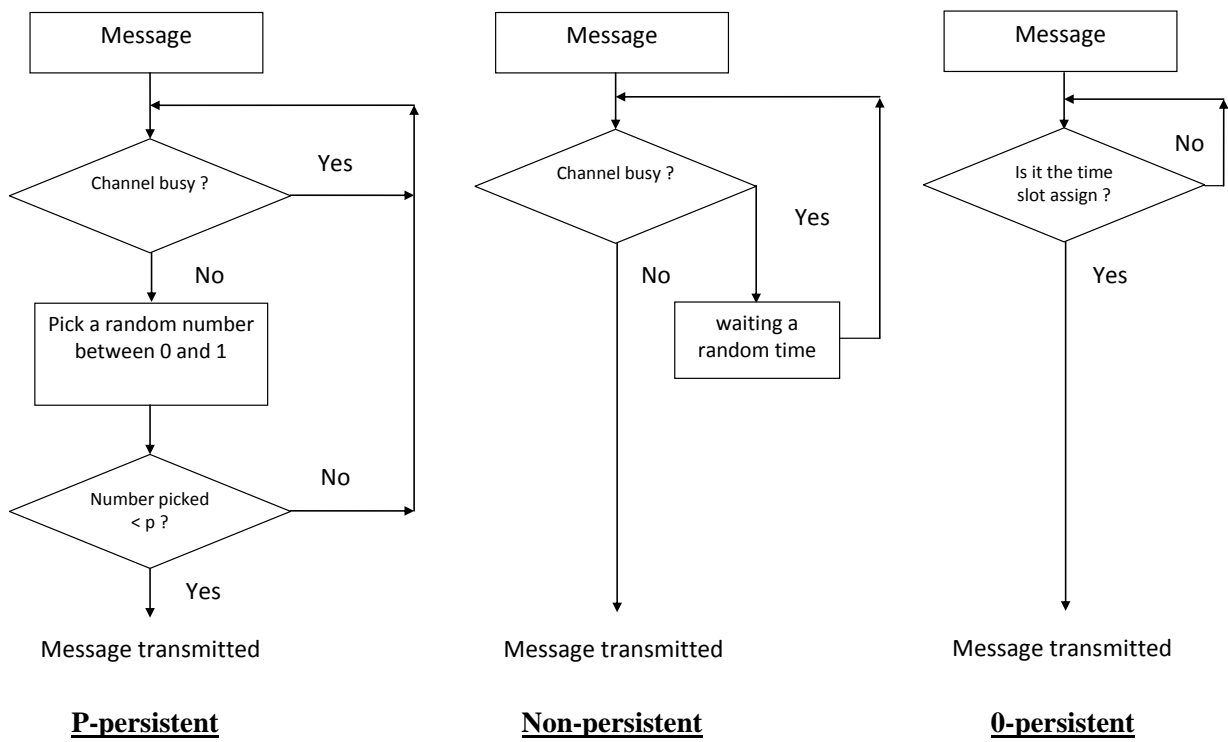 Message
Channel busy ?
Yes
No
Pick a random number
between 0 and 1
Number picked
< p ?
No
Yes
Message transmitted
P-persistent
Message
Channel busy ?
Yes
No
waiting a
random time
Message transmitted
Non-persistent
Message
Is it the time
slot assign ?
No
Yes
Message transmitted
0-persistent